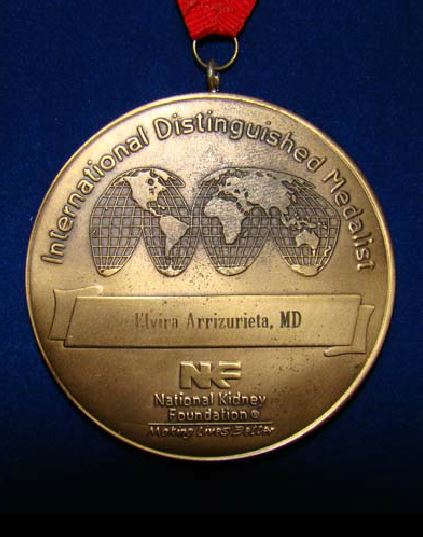 International Distinguished Medalist
Elvira Arrizurieta, MD
NKF
National Kidney
Foundation®
Making Lives Better